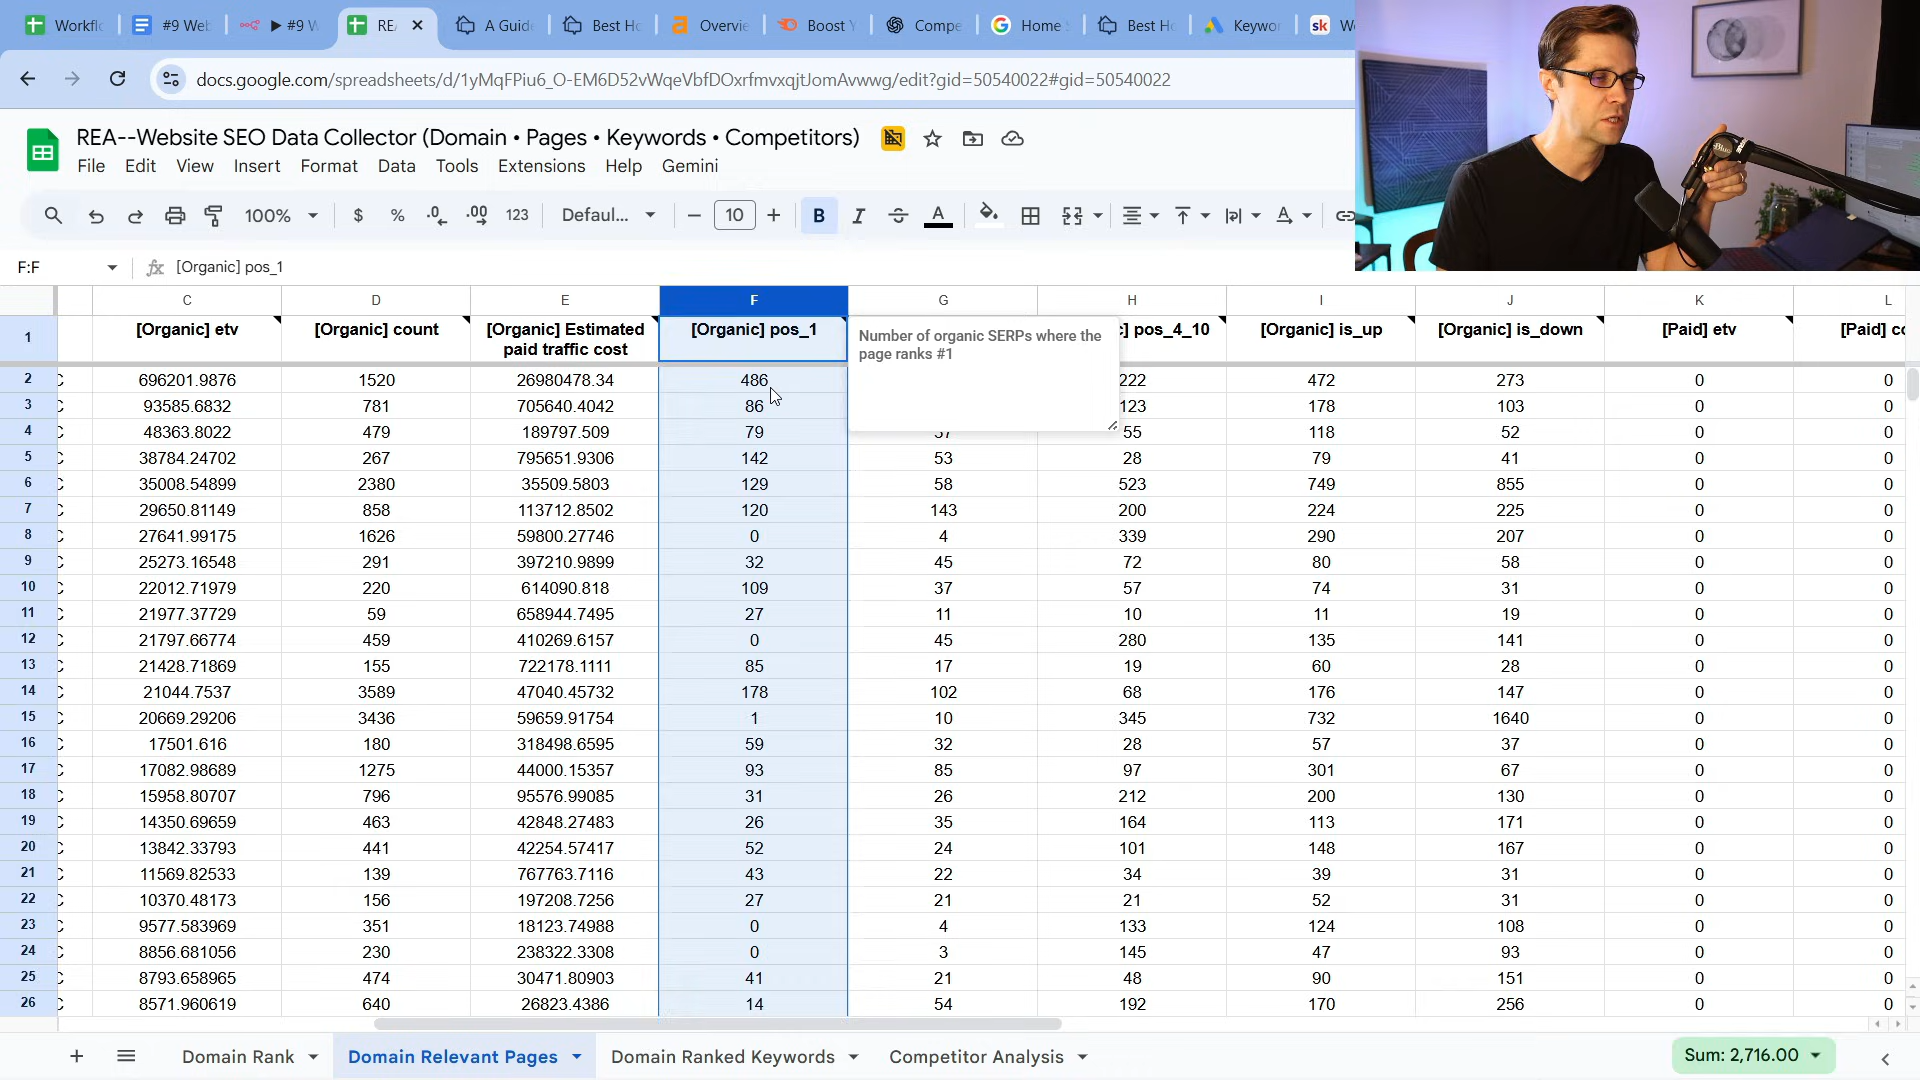 Workfl
#9 Web
#9 W
REA
A Guid
Best Ho
Overvie
Boost Y
Compe
Home
Best Ho
Keywor
sk
docs.google.com/spreadsheets/d/1yMqFPiu6_O-EM6D52vWqeVbfDOxrfmvxqjtJomAvwwg/edit?gid=50540022#gid=50540022
REA--Website SEO Data Collector (Domain • Pages • Keywords • Competitors)
File Edit View Insert Format Data Tools Extensions Help Gemini
100% $ % .0 .00 123 Defaul... — 10 + B I
F:F fx [Organic] pos_1
C D E F G H I J K L
1 [Organic] etv [Organic] count [Organic] Estimated paid traffic cost [Organic] pos_1 c] pos_4_10 [Organic] is_up [Organic] is_down [Paid] etv [Paid] co
Number of organic SERPs where the
page ranks #1
2 696201.9876 1520 26980478.34 486 222 472 273 0 0
3 93585.6832 781 705640.4042 86 123 178 103 0 0
4 48363.8022 479 189797.509 79 37 55 118 52 0 0
5 38784.24702 267 795651.9306 142 53 28 79 41 0 0
6 35008.54899 2380 35509.5803 129 58 523 749 855 0 0
7 29650.81149 858 113712.8502 120 143 200 224 225 0 0
8 27641.99175 1626 59800.27746 0 4 339 290 207 0 0
9 25273.16548 291 397210.9899 32 45 72 80 58 0 0
10 22012.71979 220 614090.818 109 37 57 74 31 0 0
11 21977.37729 59 658944.7495 27 11 10 11 19 0 0
12 21797.66774 459 410269.6157 0 45 280 135 141 0 0
13 21428.71869 155 722178.1111 85 17 19 60 28 0 0
14 21044.7537 3589 47040.45732 178 102 68 176 147 0 0
15 20669.29206 3436 59659.91754 1 10 345 732 1640 0 0
16 17501.616 180 318498.6595 59 32 28 57 37 0 0
17 17082.98689 1275 44000.15357 93 85 97 301 67 0 0
18 15958.80707 796 95576.99085 31 26 212 200 130 0 0
19 14350.69659 463 42848.27483 26 35 164 113 171 0 0
20 13842.33793 441 42254.57417 52 24 101 148 167 0 0
21 11569.82533 139 767763.7116 43 22 34 39 31 0 0
22 10370.48173 156 197208.7256 27 21 21 52 31 0 0
23 9577.583969 351 18123.74988 0 4 133 124 108 0 0
24 8856.681056 230 238322.3308 0 3 145 47 93 0 0
25 8793.658965 474 30471.80903 41 21 48 90 151 0 0
26 8571.960619 640 26823.4386 14 54 192 170 256 0 0
Domain Rank Domain Relevant Pages Domain Ranked Keywords Competitor Analysis Sum: 2,716.00